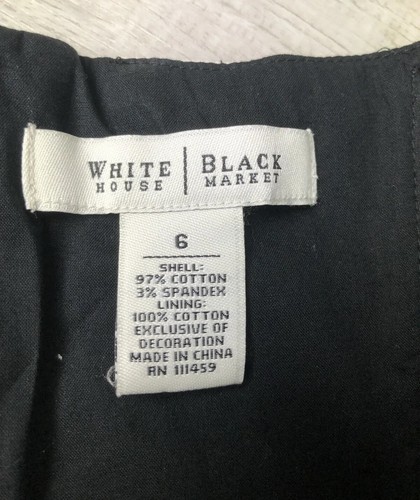 WHITE | BLACK
HOUSE | MARKET
6
SHELL:
97% COTTON
3% SPANDEX
LINING:
100% COTTON
EXCLUSIVE OF
DECORATION
MADE IN CHINA
RN 111459